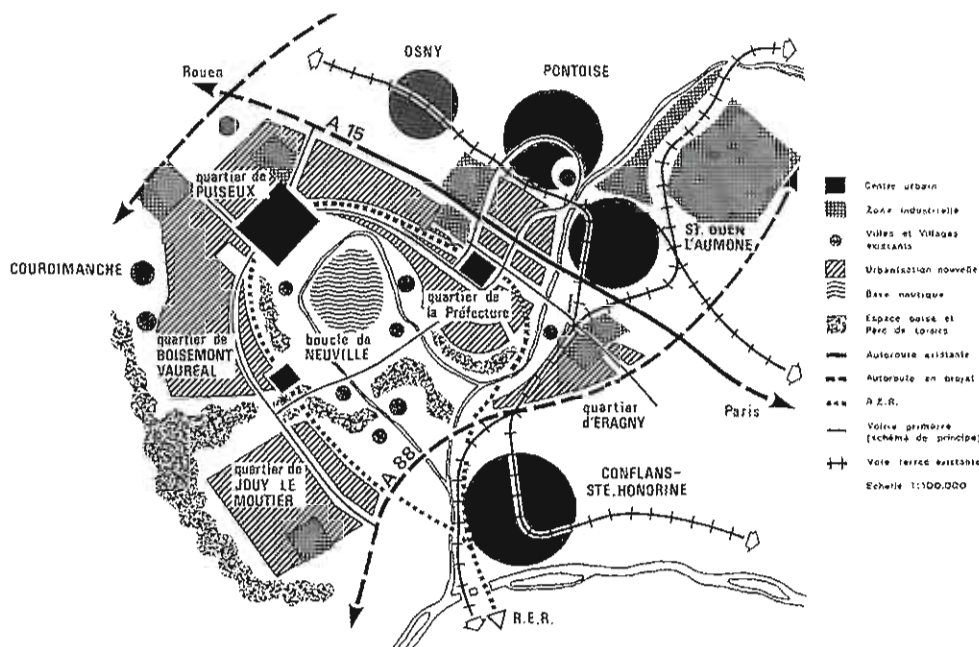 OSNY
PONTOISE
Rouen
A 15
quartier de
PUISEUX
COURDIMANCHE
ST. OUEN
L'AUMONE
quartier de
la Préfecture
boucle de
NEUVILLE
quartier de
BOISEMONT
VAUREAL
quartier
d'ERAGNY
Paris
A 88
quartier de
JOUY LE
MOUTIER
CONFLANS-
STE. HONORINE
R.E.R.
Centre urbain
Zone industrielle
Villes et Villages
existants
Urbanisation nouvelle
Base nautique
Espace boisé et
Parc de loisirs
Autoroute existante
Autoroute en projet
R.E.R.
Voirie primaire
(schéma de principe)
Voie ferrée existante
Echelle 1:100.000